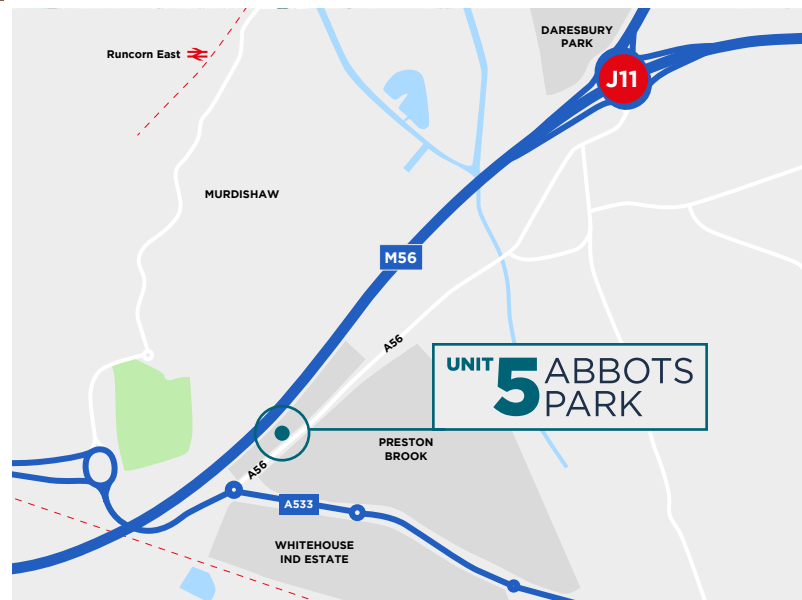 DARESBURY
PARK
Runcorn East
J11
MURDISHAW
M56
A56
UNIT 5 ABBOTS
PARK
PRESTON
BROOK
A56
A533
WHITEHOUSE
IND ESTATE